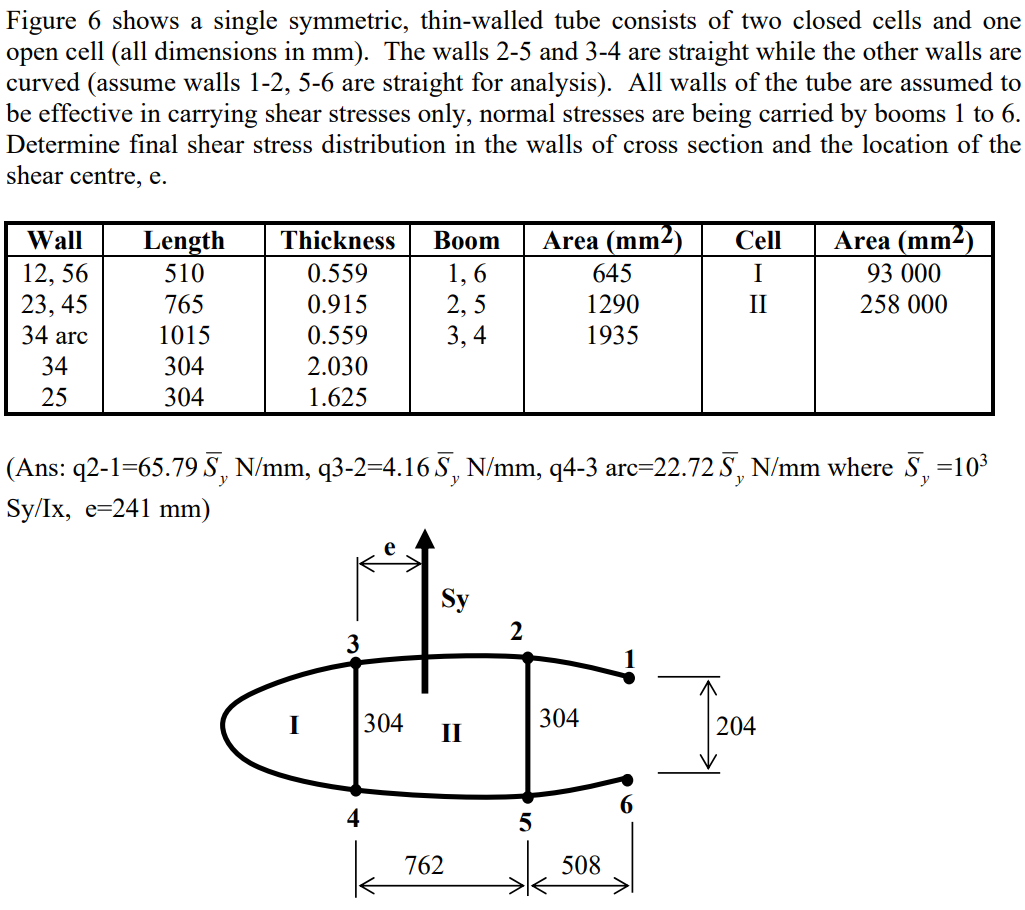 Figure 6 shows a single symmetric, thin-walled tube consists of two closed cells and one
open cell (all dimensions in mm). The walls 2-5 and 3-4 are straight while the other walls are
curved (assume walls 1-2, 5-6 are straight for analysis). All walls of the tube are assumed to
be effective in carrying shear stresses only, normal stresses are being carried by booms 1 to 6.
Determine final shear stress distribution in the walls of cross section and the location of the
shear centre, e.
Wall Length Thickness Boom Area (mm²) Cell Area (mm²)
12, 56 510 0.559 1, 6 645 I 93 000
23, 45 765 0.915 2, 5 1290 II 258 000
34 arc 1015 0.559 3, 4 1935
34 304 2.030
25 304 1.625
(Ans: q2-1=65.79 S̅y N/mm, q3-2=4.16 S̅y N/mm, q4-3 arc=22.72 S̅y N/mm where S̅y =10³
Sy/Ix, e=241 mm)
e
Sy
2
3
1
I 304 II 304 204
4 5 6
762 508